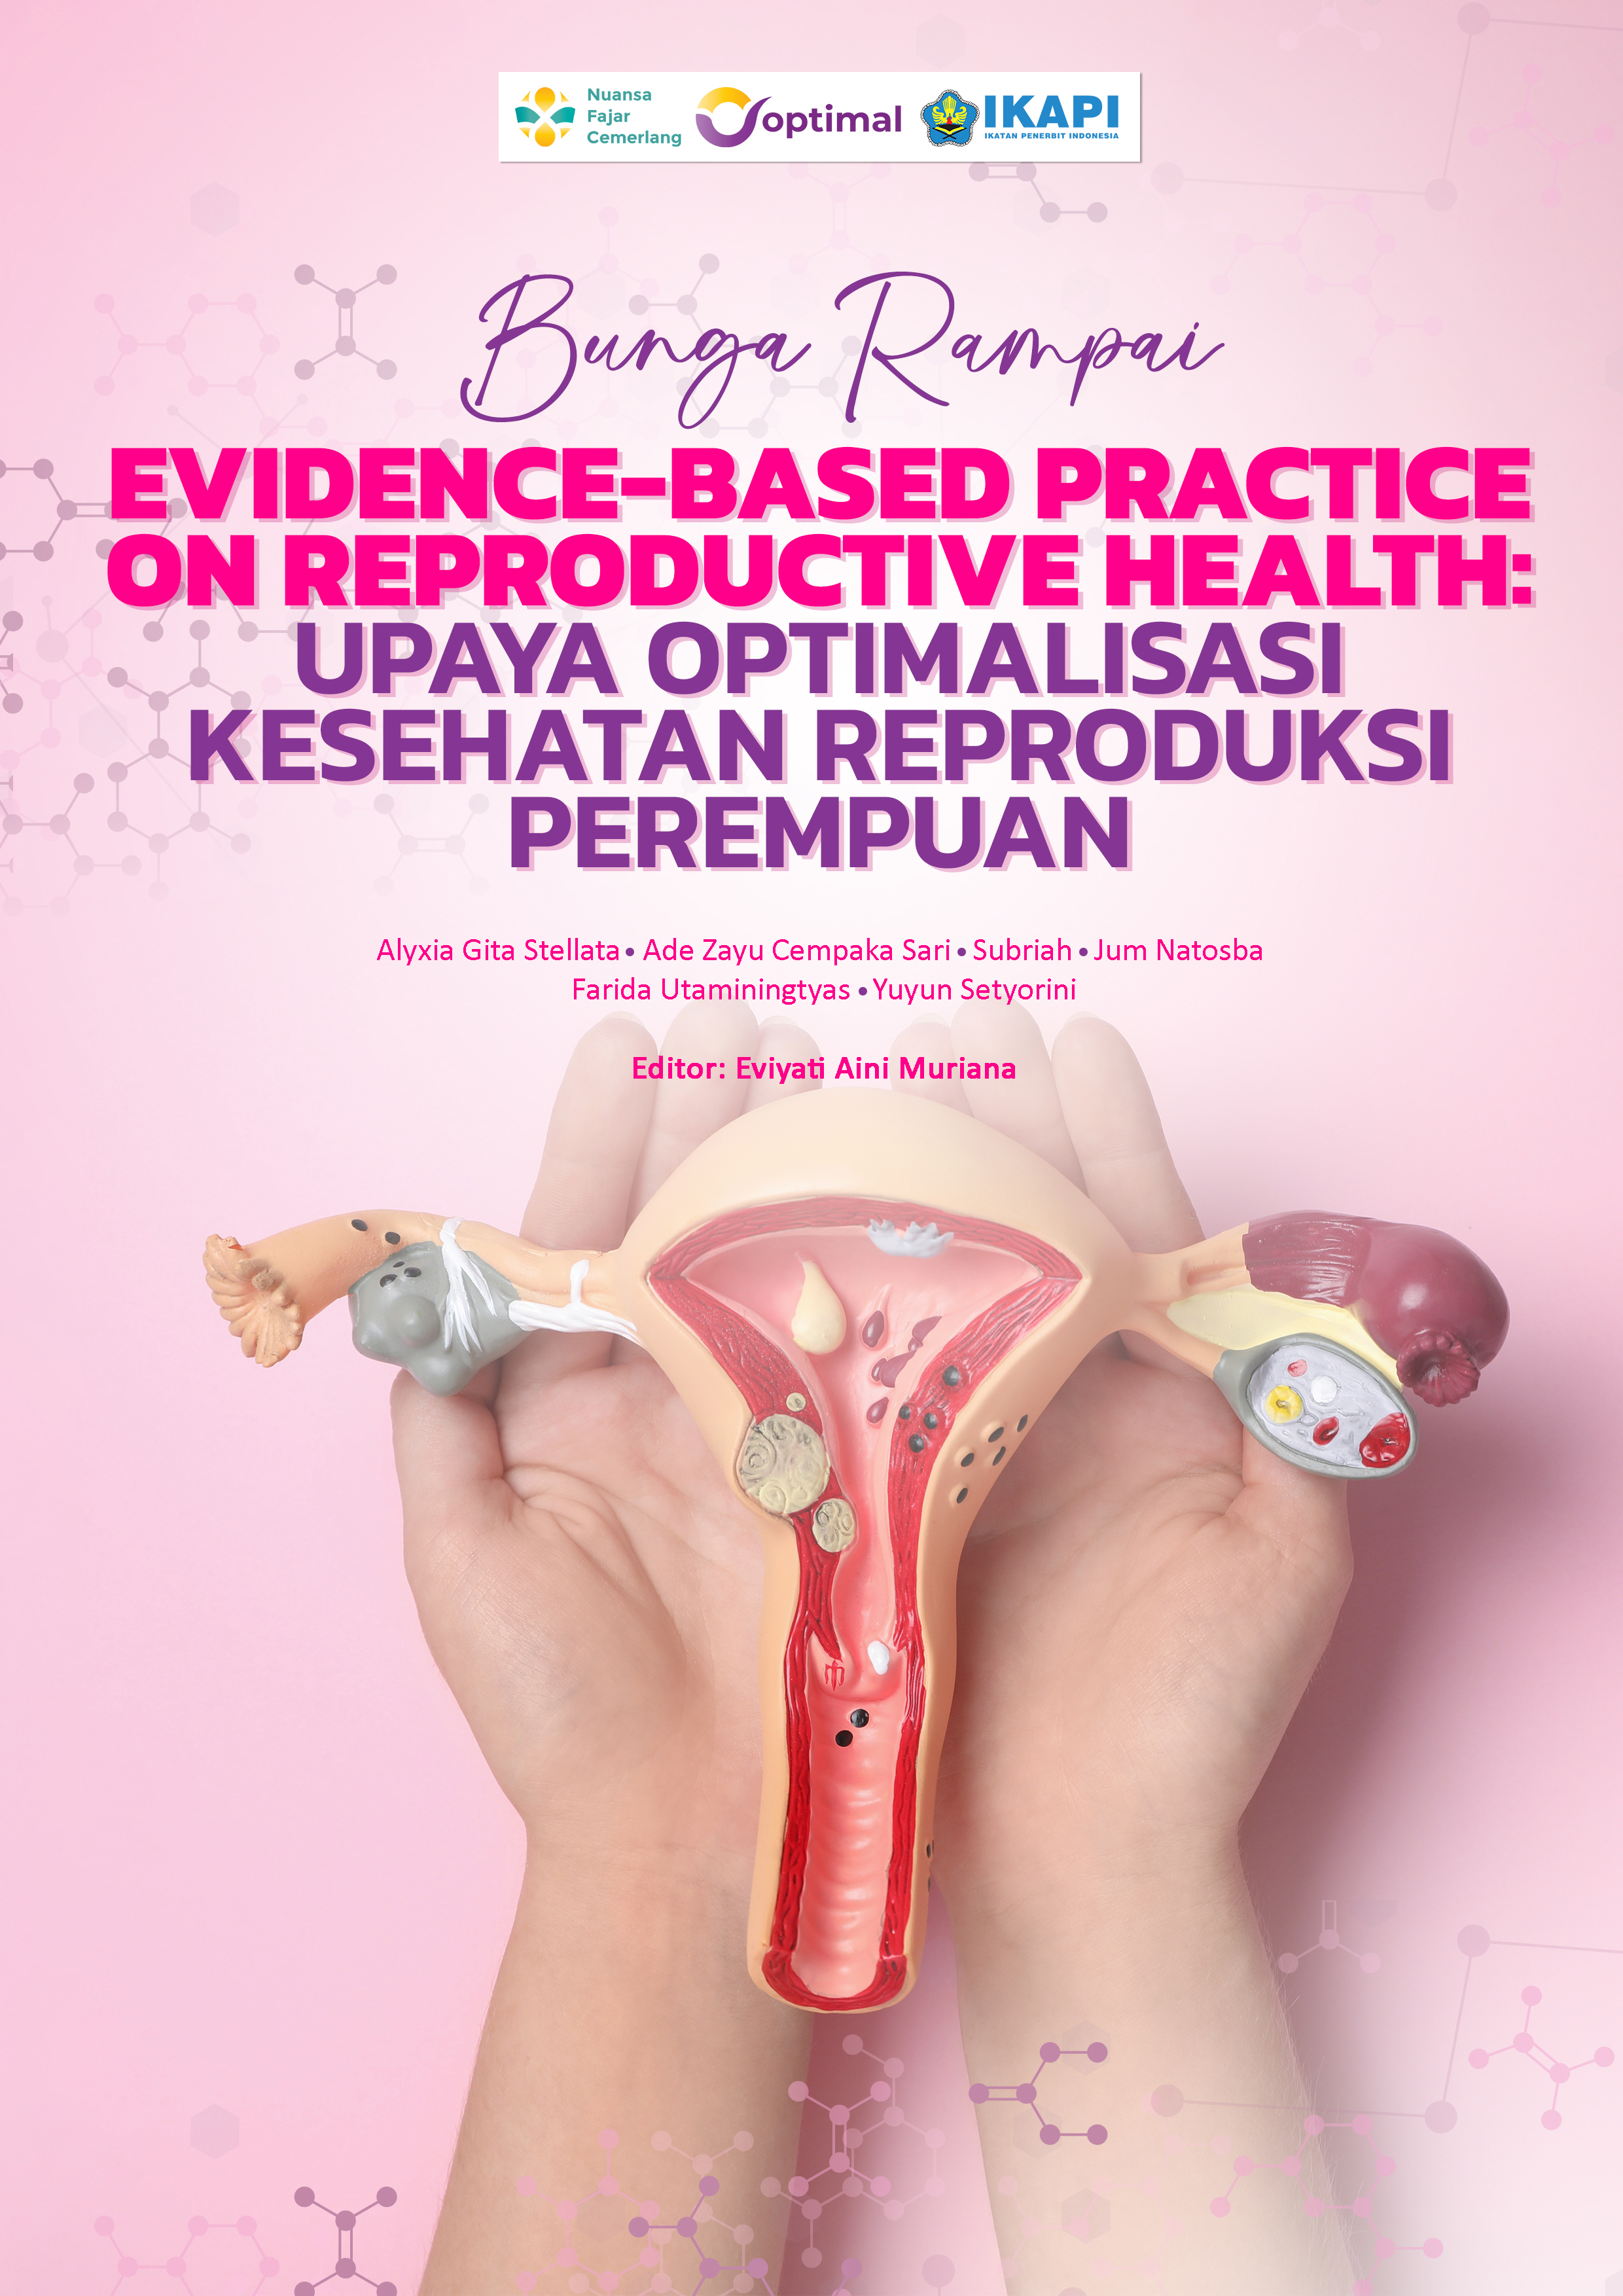 Nuansa
Fajar
Cemerlang
optimal
IKAPI
IKATAN PENERBIT INDONESIA
Bunga Rampai
EVIDENCE-BASED PRACTICE
ON REPRODUCTIVE HEALTH:
UPAYA OPTIMALISASI
KESEHATAN REPRODUKSI
PEREMPUAN
Alyxia Gita Stellata • Ade Zayu Cempaka Sari • Subriah • Jum Natosba
Farida Utaminingtyas • Yuyun Setyorini
Editor: Eviyati Aini Muriana